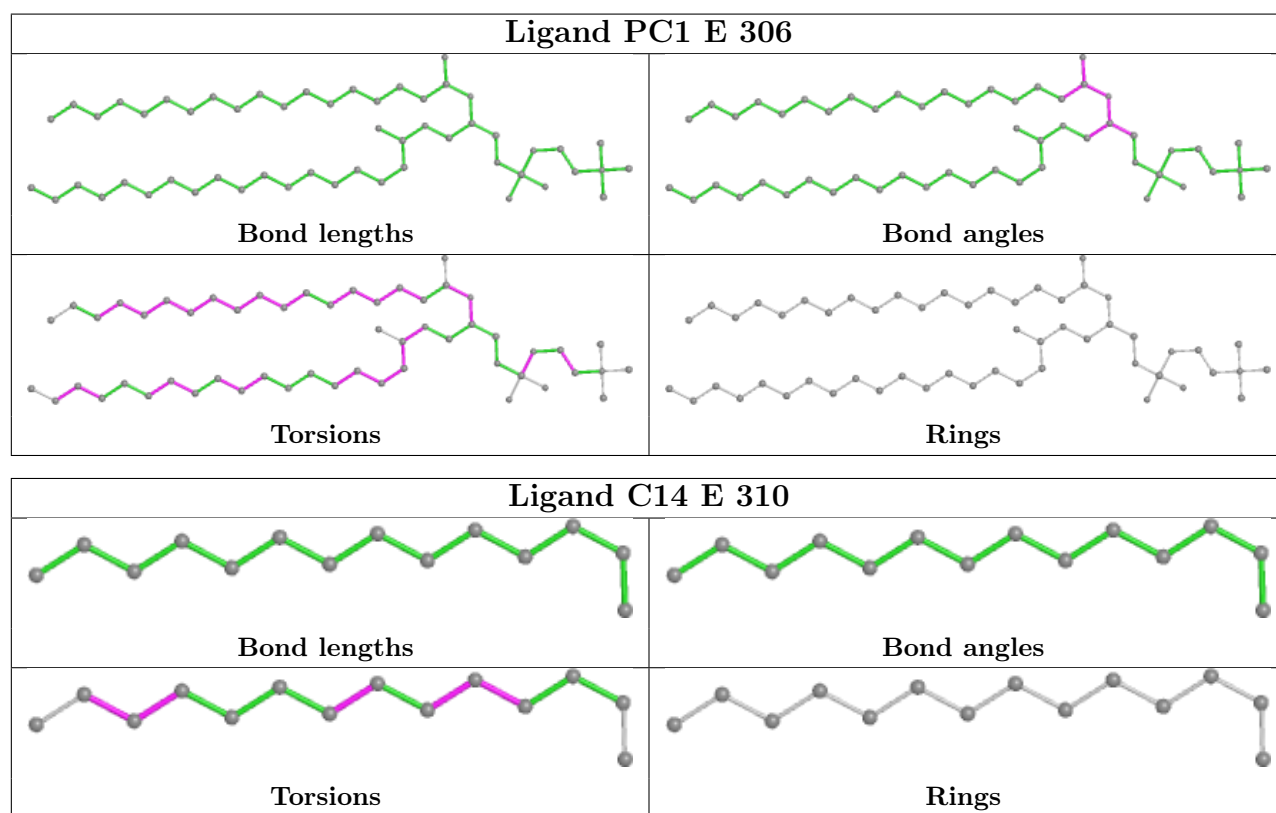 Ligand PC1 E 306
Bond lengths
Bond angles
Torsions
Rings
Ligand C14 E 310
Bond lengths
Bond angles
Torsions
Rings